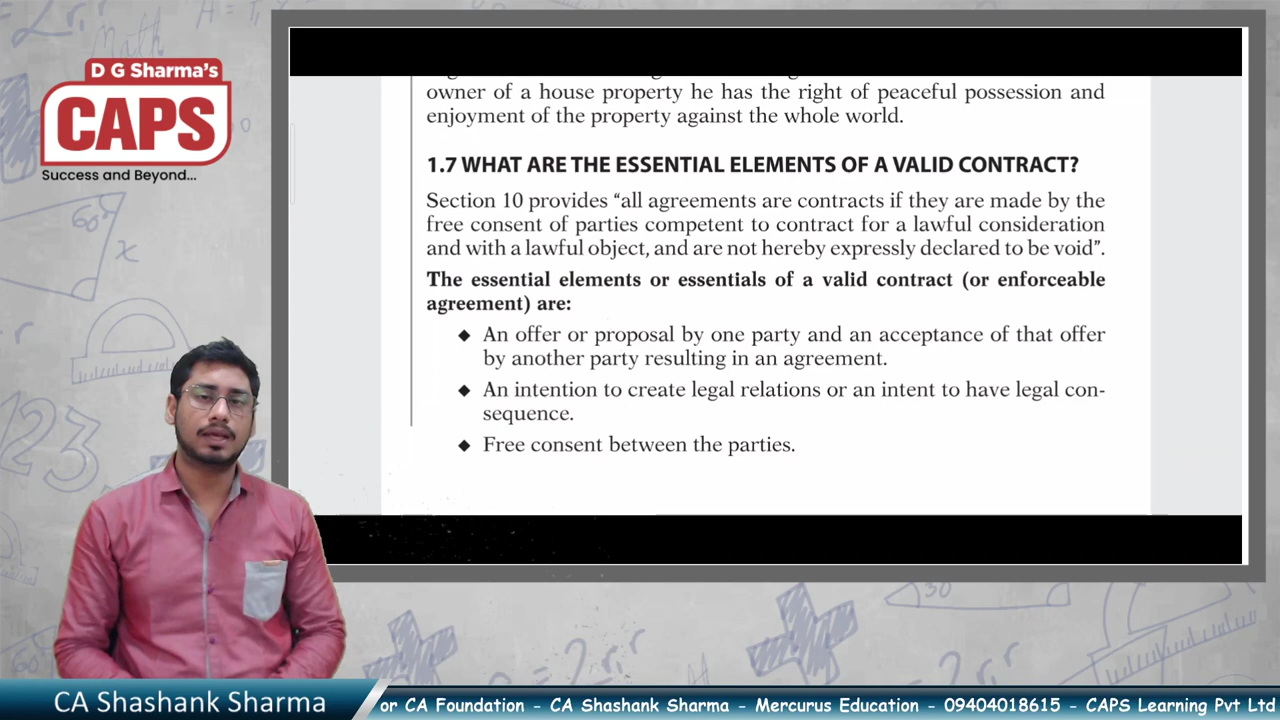 D G Sharma's
CAPS
Success and Beyond...
owner of a house property he has the right of peaceful possession and
enjoyment of the property against the whole world.
1.7 WHAT ARE THE ESSENTIAL ELEMENTS OF A VALID CONTRACT?
Section 10 provides “all agreements are contracts if they are made by the
free consent of parties competent to contract for a lawful consideration
and with a lawful object, and are not hereby expressly declared to be void”.
The essential elements or essentials of a valid contract (or enforceable
agreement) are:
◆ An offer or proposal by one party and an acceptance of that offer
by another party resulting in an agreement.
◆ An intention to create legal relations or an intent to have legal con-
sequence.
◆ Free consent between the parties.
CA Shashank Sharma
or CA Foundation - CA Shashank Sharma - Mercurus Education - 09404018615 - CAPS Learning Pvt Ltd
Math
60°
x
123
30